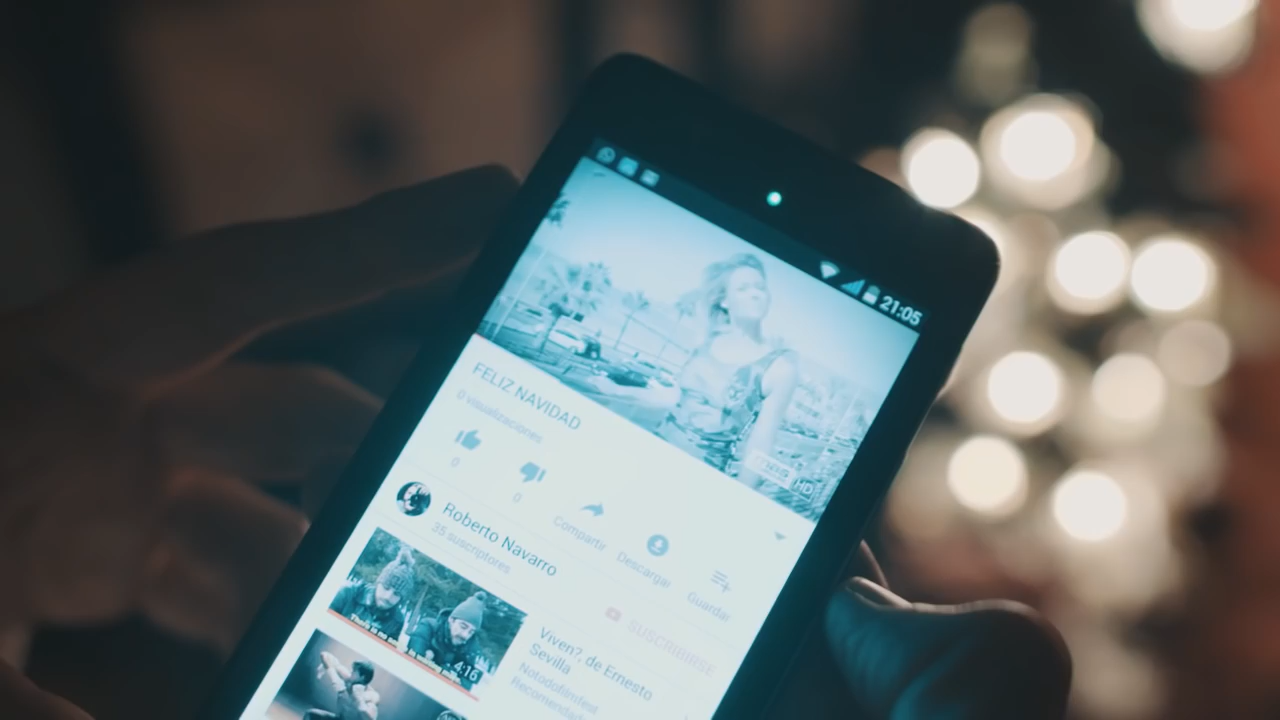 21:05
HD
FELIZ NAVIDAD
0 visualizaciones
0
0
Compartir
Descargar
Guardar
Roberto Navarro
35 suscriptores
SUSCRIBIRSE
4:16
Viven?, de Ernesto
Sevilla
Notodofilmfest
Recomendado